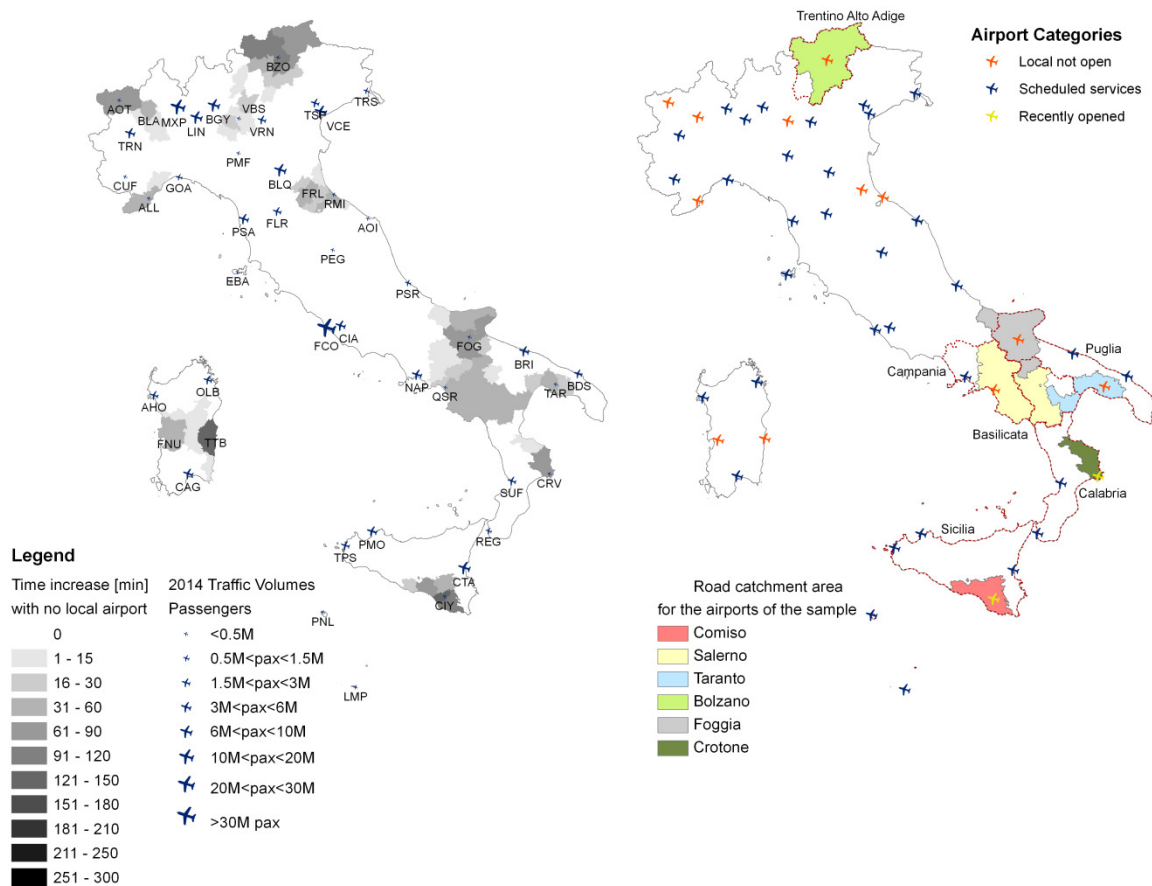 BZO
AOT
BLA
MXP
LIN
BGY
VBS
VRN
TSF
VCE
TRS
TRN
PMF
CUF
GOA
ALL
BLQ
FRL
RMI
PSA
FLR
AOI
PEG
EBA
PSR
FCO
CIA
FOG
BRI
NAP
QSR
TAR
BDS
OLB
AHO
FNU
TTB
CAG
SUF
CRV
REG
PMO
TPS
CTA
CIY
PNL
LMP
Legend
Time increase [min]
with no local airport
0
1 - 15
16 - 30
31 - 60
61 - 90
91 - 120
121 - 150
151 - 180
181 - 210
211 - 250
251 - 300
2014 Traffic Volumes
Passengers
<0.5M
0.5M<pax<1.5M
1.5M<pax<3M
3M<pax<6M
6M<pax<10M
10M<pax<20M
20M<pax<30M
>30M pax
Trentino Alto Adige
Airport Categories
Local not open
Scheduled services
Recently opened
Puglia
Campania
Basilicata
Calabria
Sicilia
Road catchment area
for the airports of the sample
Comiso
Salerno
Taranto
Bolzano
Foggia
Crotone